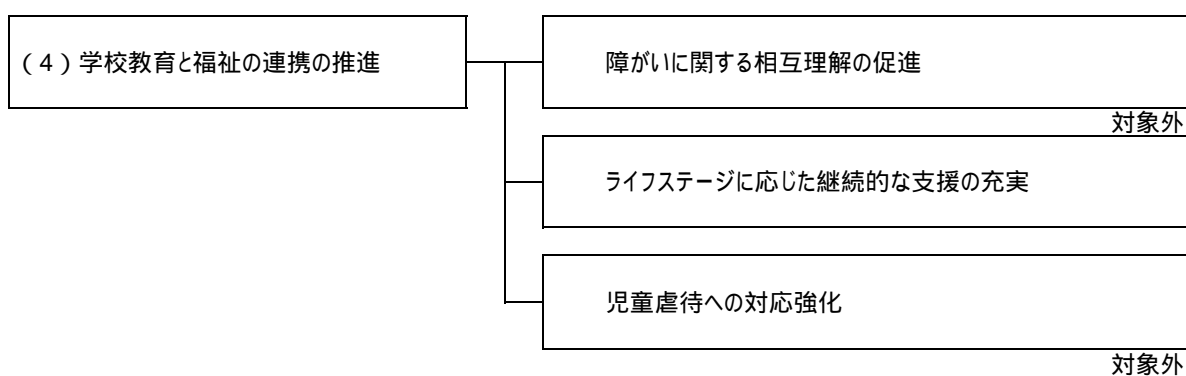 (4)学校教育と福祉の連携の推進
障がいに関する相互理解の促進
対象外
ライフステージに応じた継続的な支援の充実
児童虐待への対応強化
対象外